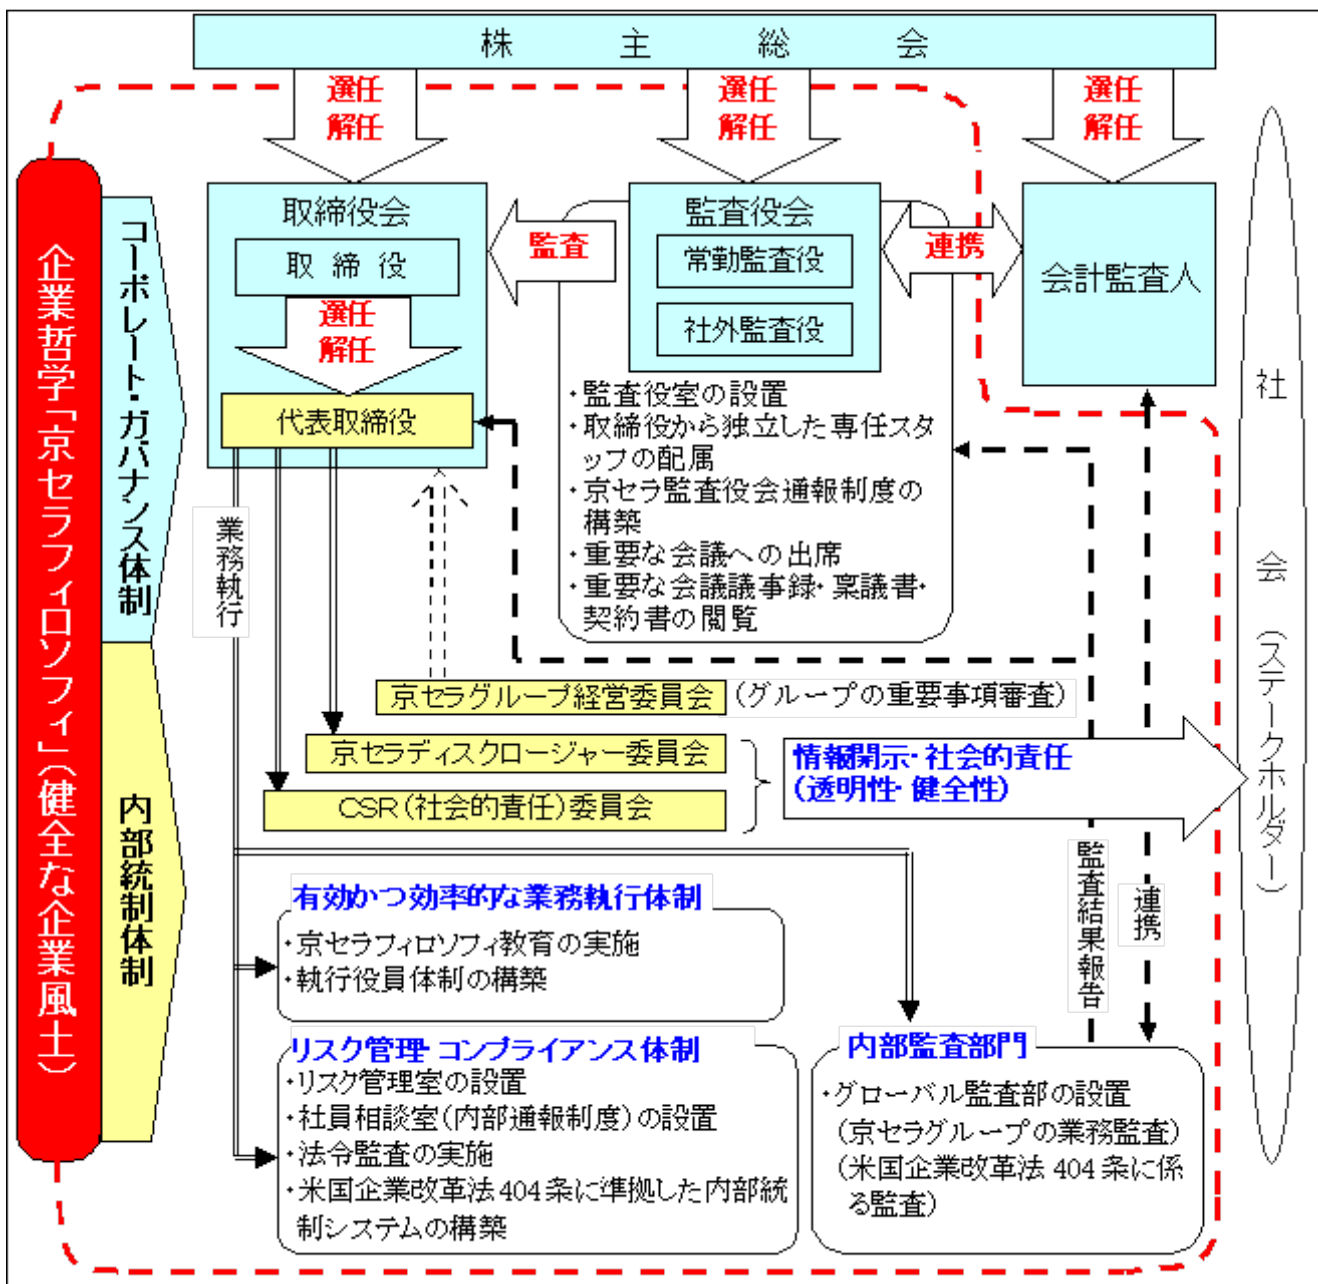 株主総会
選任
解任
選任
解任
選任
解任
企業哲学「京セラフィロソフィ」(健全な企業風土)
コーポレート・ガバナンス体制
内部統制体制
取締役会
取締役
選任
解任
代表取締役
監査
監査役会
常勤監査役
社外監査役
連携
会計監査人
・監査役室の設置
・取締役から独立した専任スタ
ッフの配属
・京セラ監査役会通報制度の
構築
・重要な会議への出席
・重要な会議議事録・稟議書・
契約書の閲覧
業務執行
京セラグループ経営委員会
(グループの重要事項審査)
京セラディスクロージャー委員会
CSR(社会的責任)委員会
情報開示・社会的責任
(透明性・健全性)
社会(ステークホルダー)
有効かつ効率的な業務執行体制
・京セラフィロソフィ教育の実施
・執行役員体制の構築
リスク管理・コンプライアンス体制
・リスク管理室の設置
・社員相談室(内部通報制度)の設置
・法令監査の実施
・米国企業改革法404条に準拠した内部統
制システムの構築
監査結果報告
連携
内部監査部門
・グローバル監査部の設置
(京セラグループの業務監査)
(米国企業改革法404条に係
る監査)